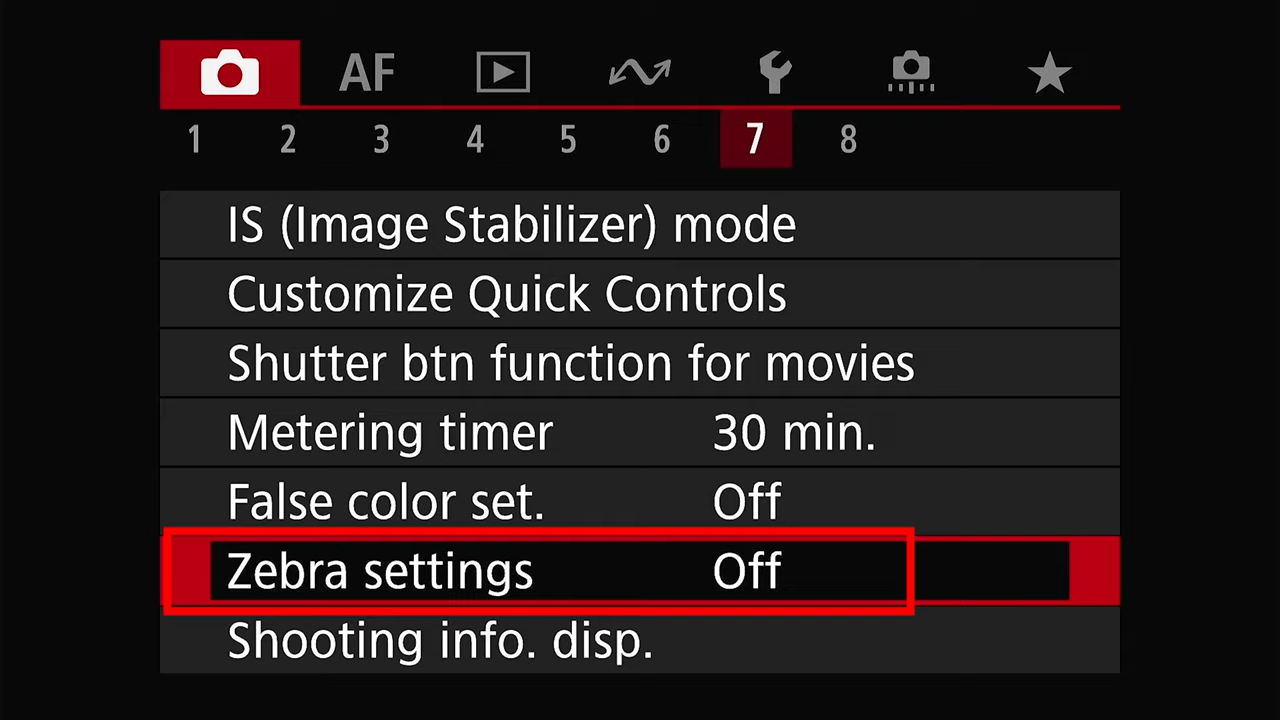 AF
1 2 3 4 5 6 7 8
IS (Image Stabilizer) mode
Customize Quick Controls
Shutter btn function for movies
Metering timer 30 min.
False color set. Off
Zebra settings Off
Shooting info. disp.